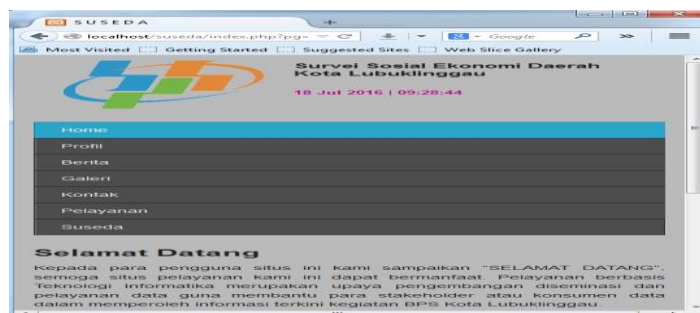 S U S E D A
localhost/suseda/index.php?pg=
Google
Most Visited Getting Started Suggested Sites Web Slice Gallery
Survei Sosial Ekonomi Daerah
Kota Lubuklinggau
18 Jul 2016 | 09:28:44
Home
Profil
Berita
Galeri
Kontak
Pelayanan
Suseda
Selamat Datang
Kepada para pengguna situs ini kami sampaikan "SELAMAT DATANG",
semoga situs pelayanan kami ini dapat bermanfaat. Pelayanan berbasis
Teknologi Informatika merupakan upaya pengembangan diseminasi dan
pelayanan data guna membantu para stakeholder atau konsumen data
dalam memperoleh informasi terkini kegiatan BPS Kota Lubuklinggau